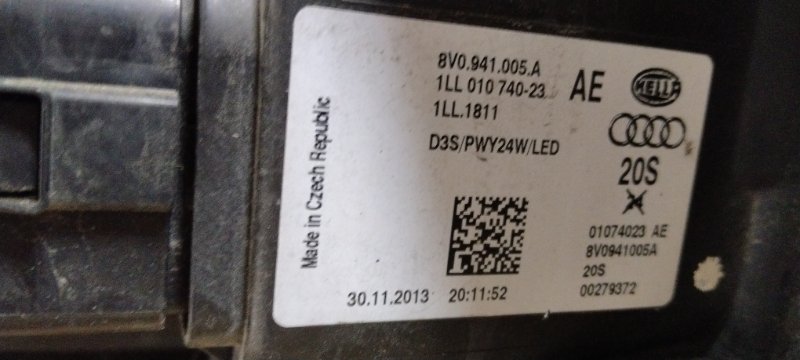 8V0.941.005.A
1LL 010 740-23
1LL.1811
AE
HELLA
D3S/PWY24W/LED
20S
Made in Czech Republic
01074023 AE
8V0941005A
20S
00279372
30.11.2013 20:11:52